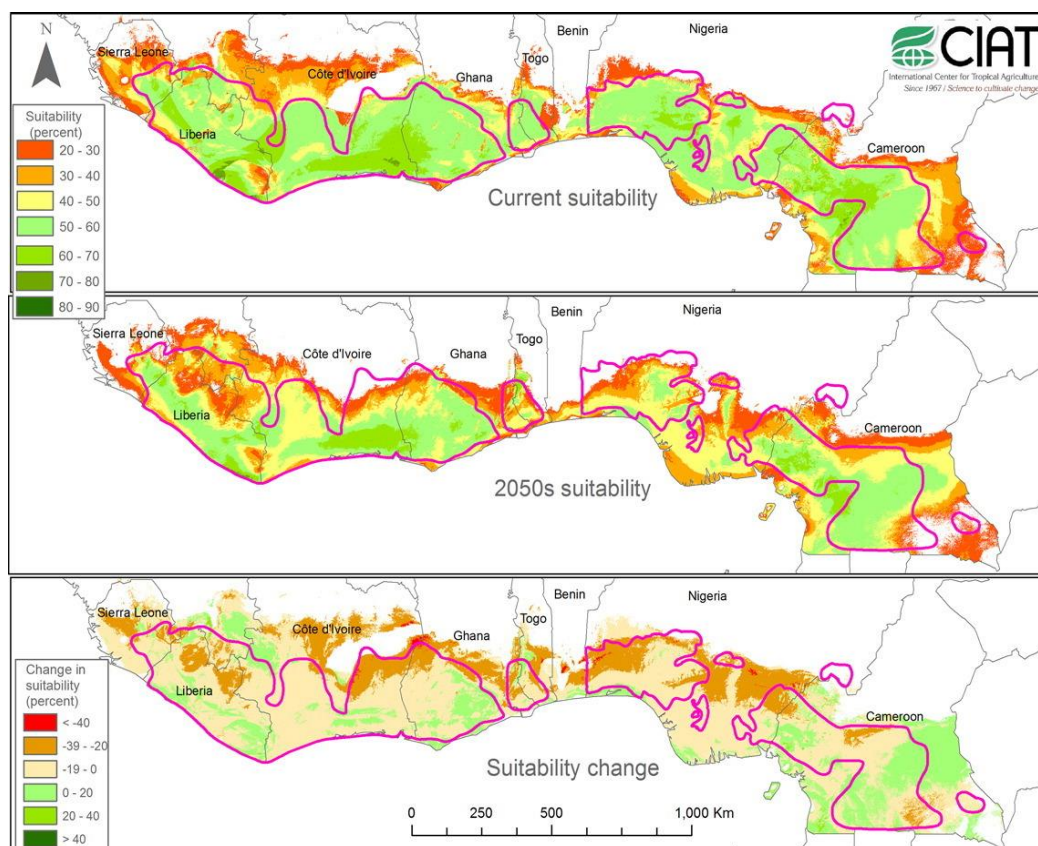 N
Sierra Leone
Liberia
Côte d'Ivoire
Ghana
Togo
Benin
Nigeria
Cameroon
CIAT
International Center for Tropical Agriculture
Since 1967 / Science to cultivate change
Suitability
(percent)
20 - 30
30 - 40
40 - 50
50 - 60
60 - 70
70 - 80
80 - 90
Current suitability
Sierra Leone
Liberia
Côte d'Ivoire
Ghana
Togo
Benin
Nigeria
Cameroon
2050s suitability
Sierra Leone
Liberia
Côte d'Ivoire
Ghana
Togo
Benin
Nigeria
Cameroon
Change in
suitability
(percent)
< -40
-39 - -20
-19 - 0
0 - 20
20 - 40
> 40
Suitability change
0 250 500 1,000 Km